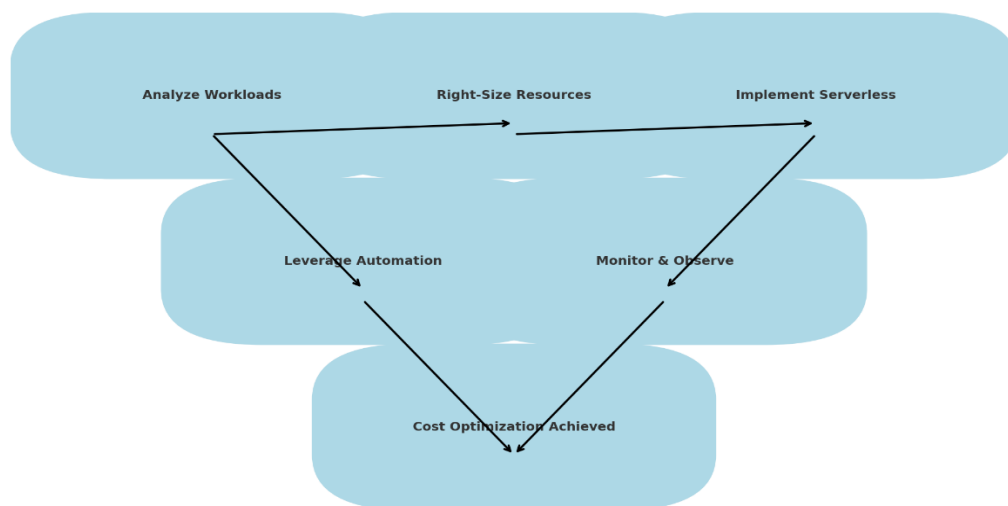 Analyze Workloads
Right-Size Resources
Implement Serverless
Leverage Automation
Monitor & Observe
Cost Optimization Achieved